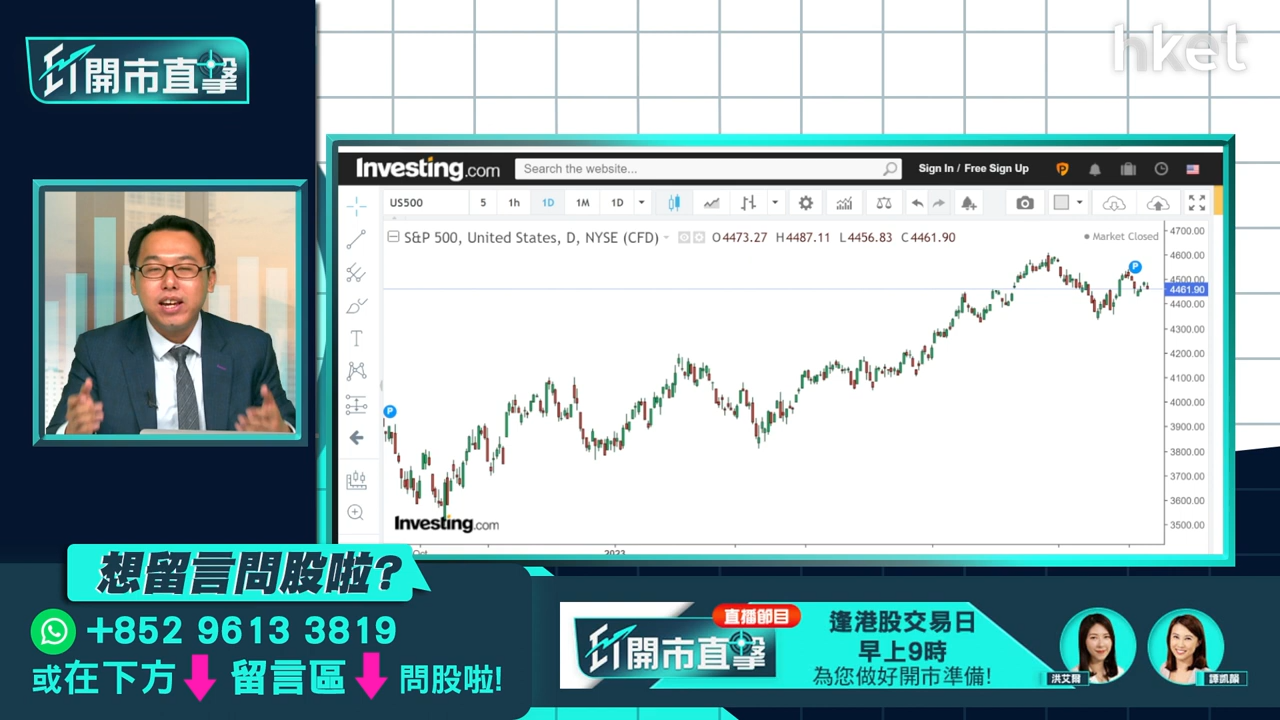 hket
ET開市直擊
Investing.com
Search the website...
Sign In / Free Sign Up
US500
5
1h
1D
1M
1D
S&P 500, United States, D, NYSE (CFD)
O4473.27 H4487.11 L4456.83 C4461.90
Market Closed
4700.00
4600.00
4500.00
4461.90
4400.00
4300.00
4200.00
4100.00
4000.00
3900.00
3800.00
3700.00
3600.00
3500.00
P
P
Investing.com
Oct
2023
想留言問股啦?
+852 9613 3819
或在下方
留言區
問股啦!
直播節目
ET開市直擊
逢港股交易日
早上9時
為您做好開市準備!
洪艾爾
譚凱韻